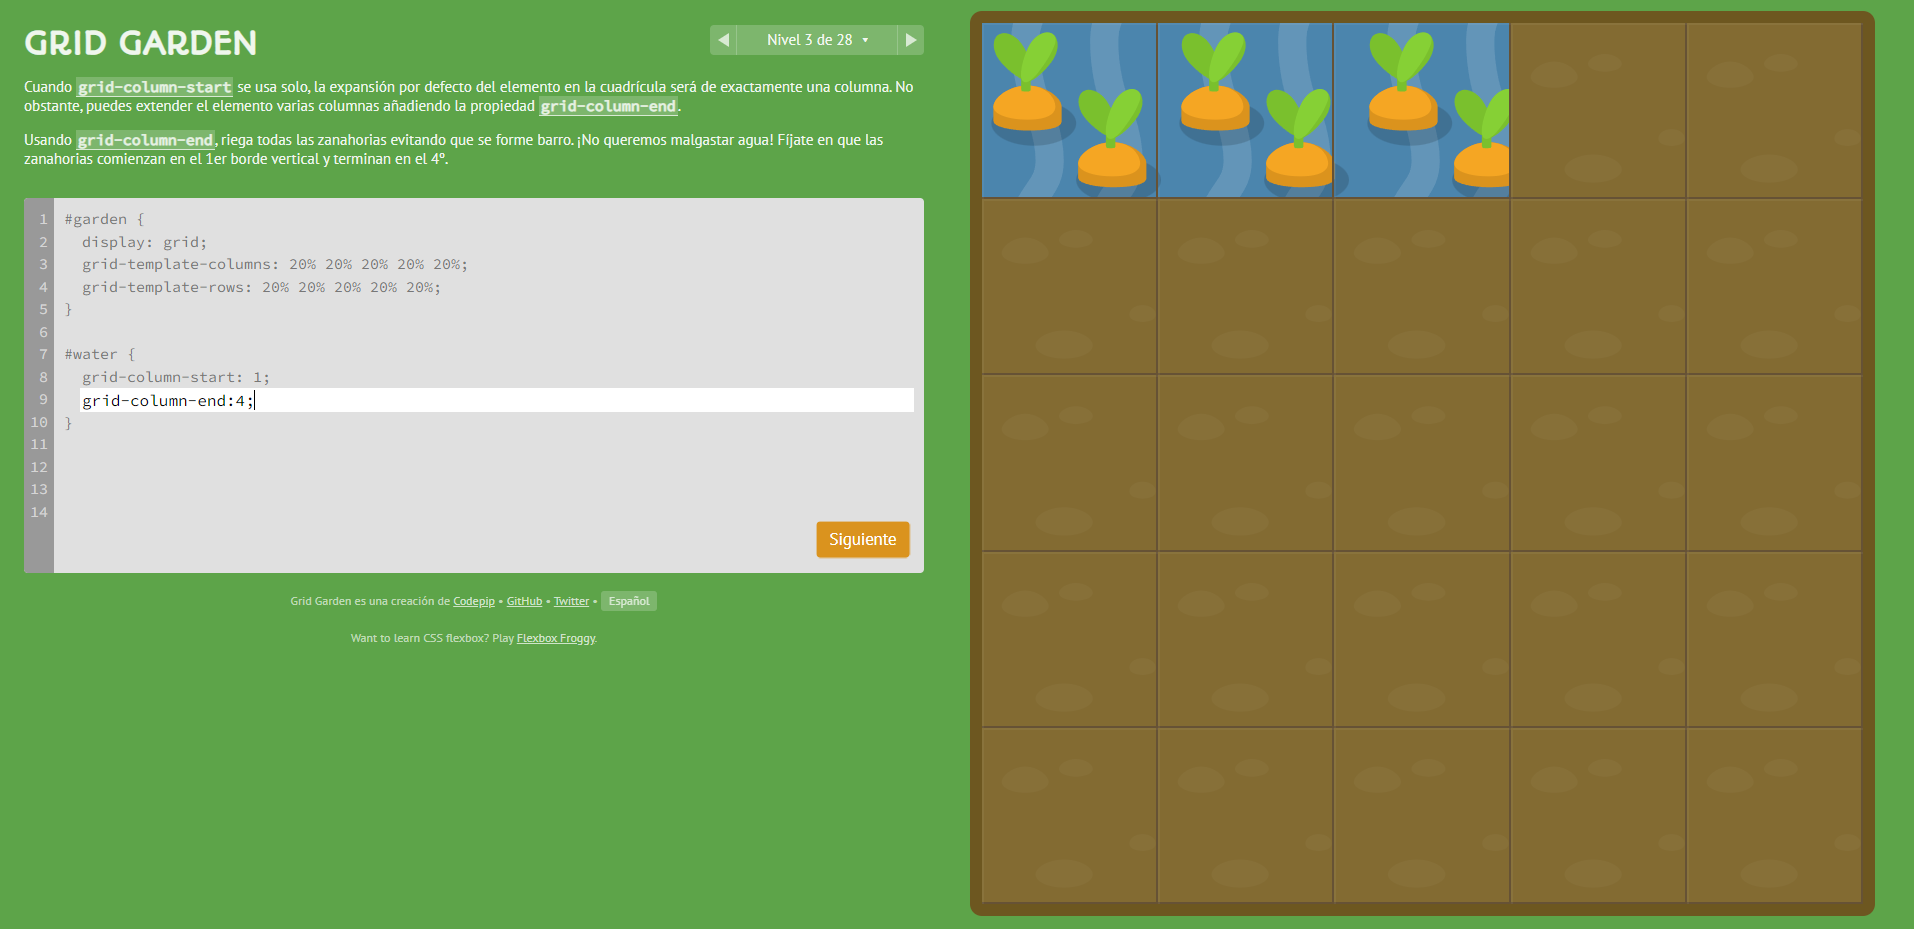 GRID GARDEN
◀ Nivel 3 de 28 ▾ ▶
Cuando grid-column-start se usa solo, la expansión por defecto del elemento en la cuadrícula será de exactamente una columna. No
obstante, puedes extender el elemento varias columnas añadiendo la propiedad grid-column-end.
Usando grid-column-end, riega todas las zanahorias evitando que se forme barro. ¡No queremos malgastar agua! Fíjate en que las
zanahorias comienzan en el 1er borde vertical y terminan en el 4º.
1 #garden {
2   display: grid;
3   grid-template-columns: 20% 20% 20% 20% 20%;
4   grid-template-rows: 20% 20% 20% 20% 20%;
5 }
6
7 #water {
8   grid-column-start: 1;
9   grid-column-end:4;
10 }
11
12
13
14
Siguiente
Grid Garden es una creación de Codepip • GitHub • Twitter • Español
Want to learn CSS flexbox? Play Flexbox Froggy.